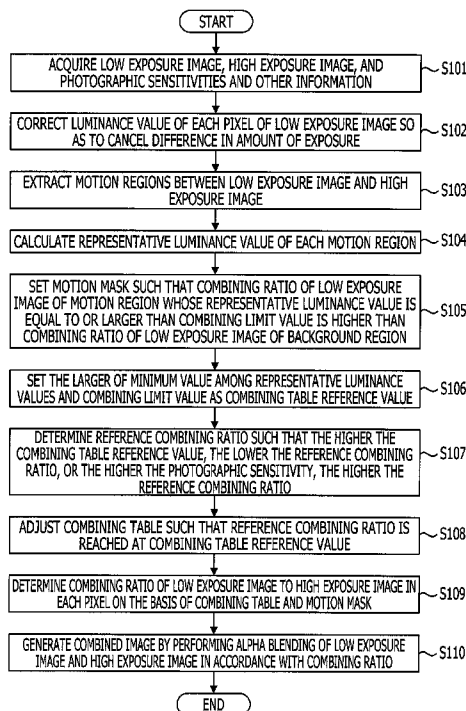 START
ACQUIRE LOW EXPOSURE IMAGE, HIGH EXPOSURE IMAGE, AND
PHOTOGRAPHIC SENSITIVITIES AND OTHER INFORMATION
S101
CORRECT LUMINANCE VALUE OF EACH PIXEL OF LOW EXPOSURE IMAGE SO
AS TO CANCEL DIFFERENCE IN AMOUNT OF EXPOSURE
S102
EXTRACT MOTION REGIONS BETWEEN LOW EXPOSURE IMAGE AND HIGH
EXPOSURE IMAGE
S103
CALCULATE REPRESENTATIVE LUMINANCE VALUE OF EACH MOTION REGION
S104
SET MOTION MASK SUCH THAT COMBINING RATIO OF LOW EXPOSURE
IMAGE OF MOTION REGION WHOSE REPRESENTATIVE LUMINANCE VALUE IS
EQUAL TO OR LARGER THAN COMBINING LIMIT VALUE IS HIGHER THAN
COMBINING RATIO OF LOW EXPOSURE IMAGE OF BACKGROUND REGION
S105
SET THE LARGER OF MINIMUM VALUE AMONG REPRESENTATIVE LUMINANCE
VALUES AND COMBINING LIMIT VALUE AS COMBINING TABLE REFERENCE VALUE
S106
DETERMINE REFERENCE COMBINING RATIO SUCH THAT THE HIGHER THE
COMBINING TABLE REFERENCE VALUE, THE LOWER THE REFERENCE COMBINING
RATIO, OR THE HIGHER THE PHOTOGRAPHIC SENSITIVITY, THE HIGHER THE
REFERENCE COMBINING RATIO
S107
ADJUST COMBINING TABLE SUCH THAT REFERENCE COMBINING RATIO IS
REACHED AT COMBINING TABLE REFERENCE VALUE
S108
DETERMINE COMBINING RATIO OF LOW EXPOSURE IMAGE TO HIGH EXPOSURE IMAGE IN
EACH PIXEL ON THE BASIS OF COMBINING TABLE AND MOTION MASK
S109
GENERATE COMBINED IMAGE BY PERFORMING ALPHA BLENDING OF LOW EXPOSURE
IMAGE AND HIGH EXPOSURE IMAGE IN ACCORDANCE WITH COMBINING RATIO
S110
END